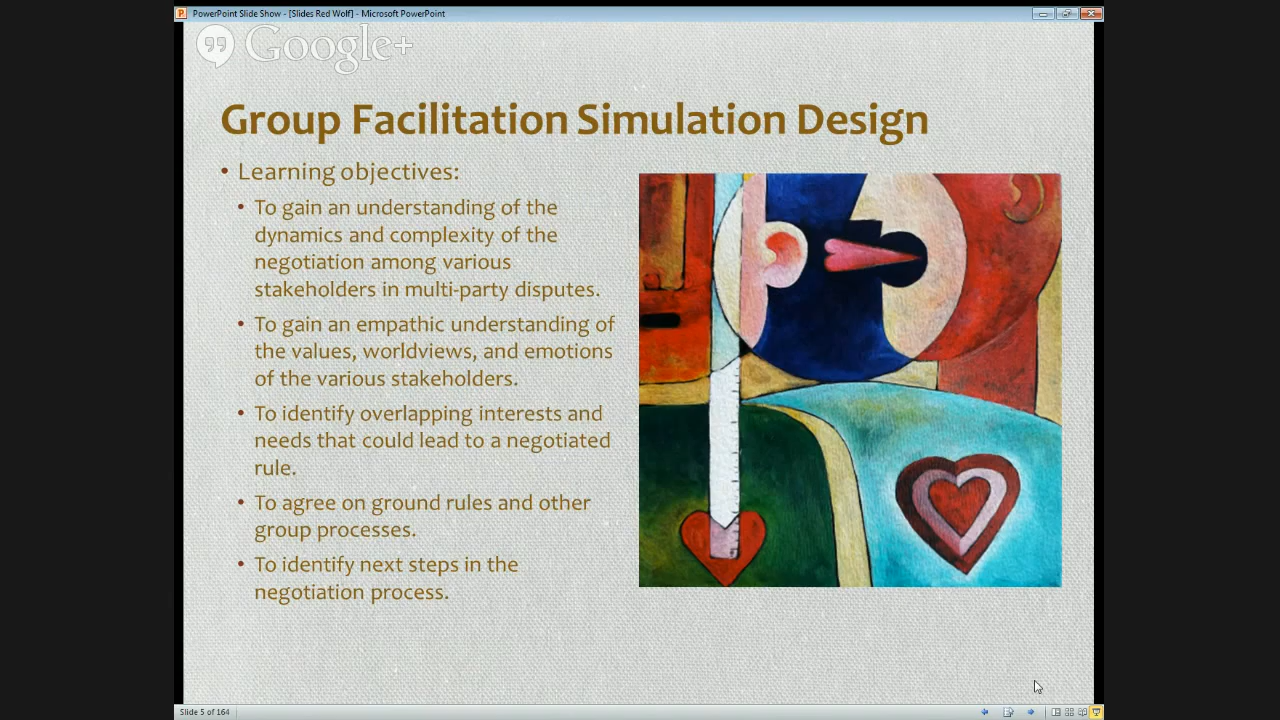 PowerPoint Slide Show - [Slides Red Wolf] - Microsoft PowerPoint
Google+
Group Facilitation Simulation Design
• Learning objectives:
• To gain an understanding of the
dynamics and complexity of the
negotiation among various
stakeholders in multi-party disputes.
• To gain an empathic understanding of
the values, worldviews, and emotions
of the various stakeholders.
• To identify overlapping interests and
needs that could lead to a negotiated
rule.
• To agree on ground rules and other
group processes.
• To identify next steps in the
negotiation process.
Slide 5 of 164